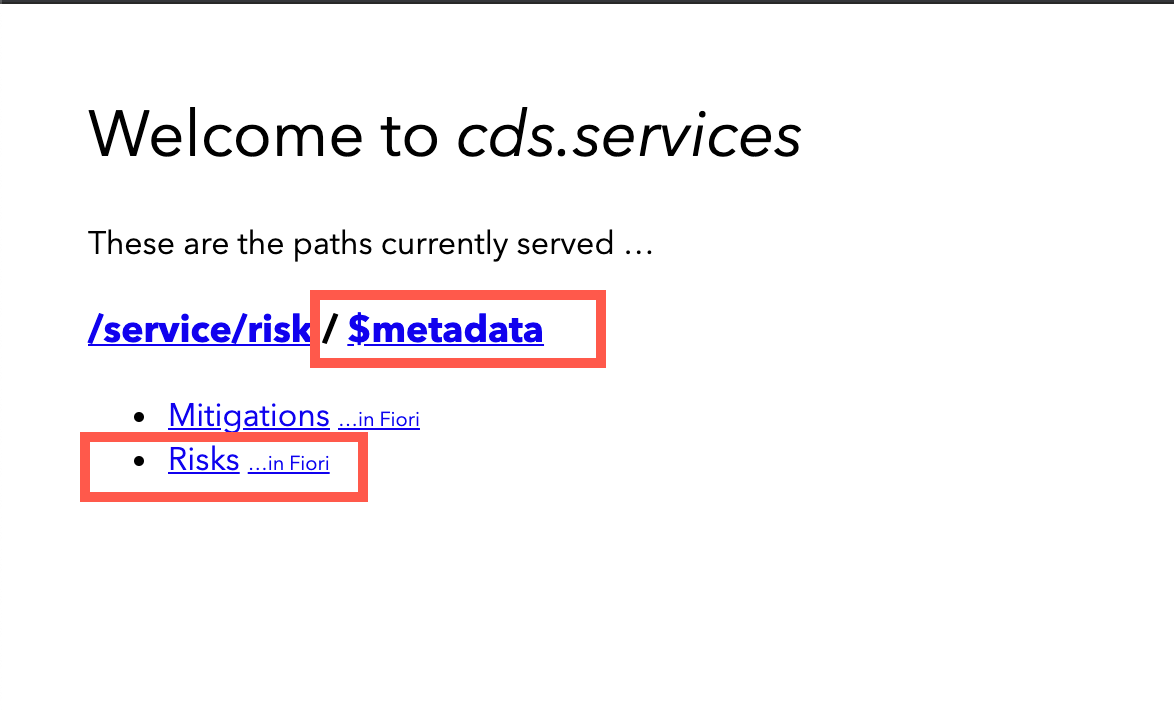 Welcome to cds.services
These are the paths currently served …
/service/risk / $metadata
• Mitigations …in Fiori
• Risks …in Fiori